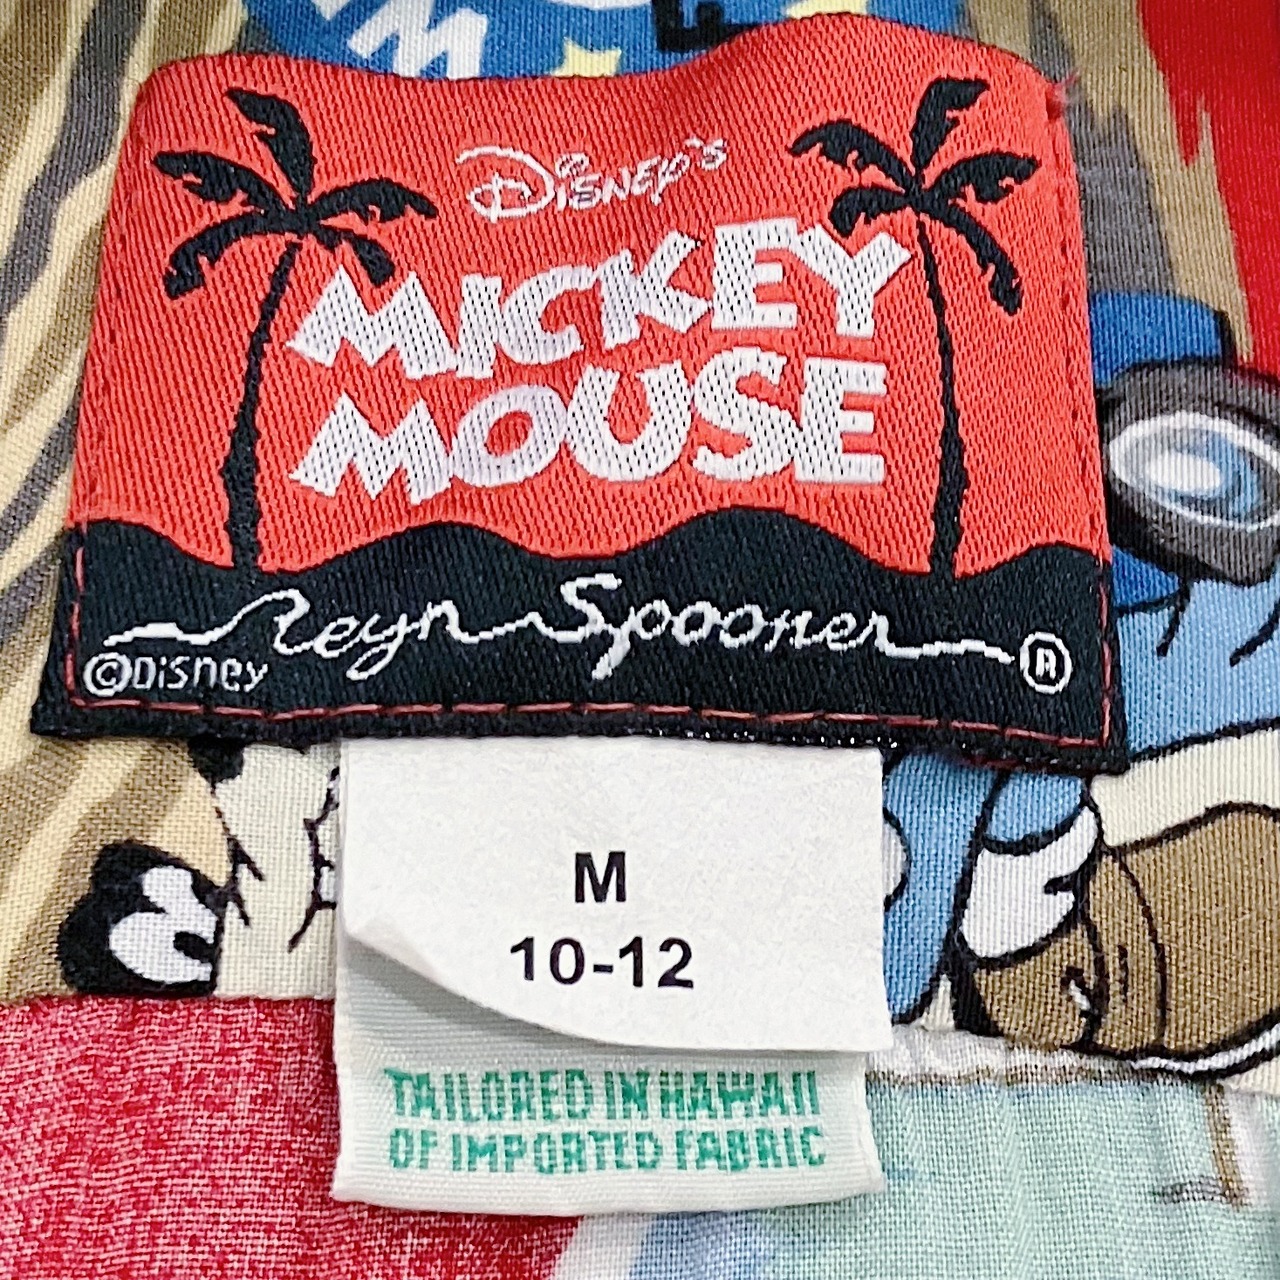 Disney's
MICKEY
MOUSE
Reyn Spooner ®
©Disney
M
10-12
TAILORED IN HAWAII
OF IMPORTED FABRIC